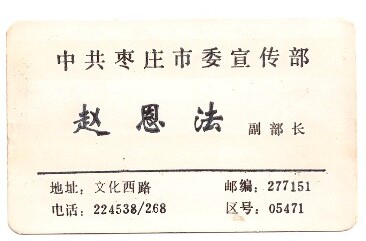 中共枣庄市委宣传部
赵恩法 副部长
地址：文化西路 邮编：277151
电话：224538/268 区号：05471